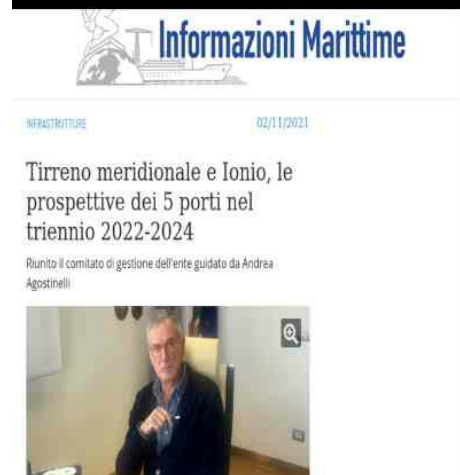 Informazioni Marittime
INFRASTRUTTURE 02/11/2021
Tirreno meridionale e Ionio, le
prospettive dei 5 porti nel
triennio 2022-2024
Riunito il comitato di gestione dell'ente guidato da Andrea
Agostinelli